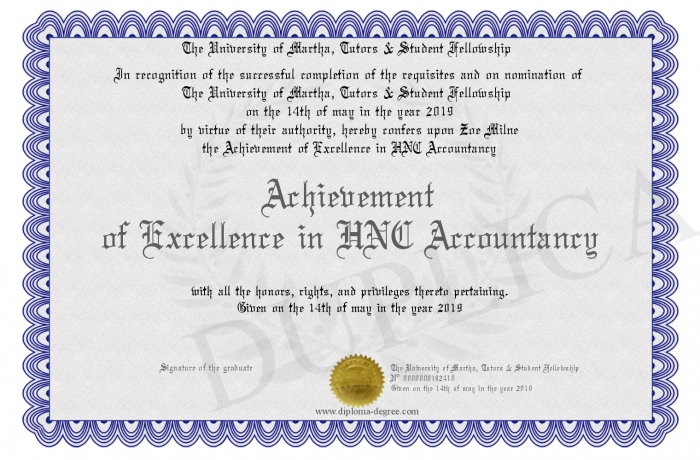 The University of Martha, Tutors & Student Fellowship
In recognition of the successful completion of the requisites and on nomination of
The University of Martha, Tutors & Student Fellowship
on the 14th of may in the year 2019
by virtue of their authority, hereby confers upon Zoe Milne
the Achievement of Excellence in HNC Accountancy
Achievement
of Excellence in HNC Accountancy
with all the honors, rights, and privileges thereto pertaining.
Given on the 14th of may in the year 2019
DUPLICA
Signature of the graduate
The University of Martha, Tutors & Student Fellowship
N° 0000000392410
Given on the 14th of may in the year 2019
www.diploma-degree.com